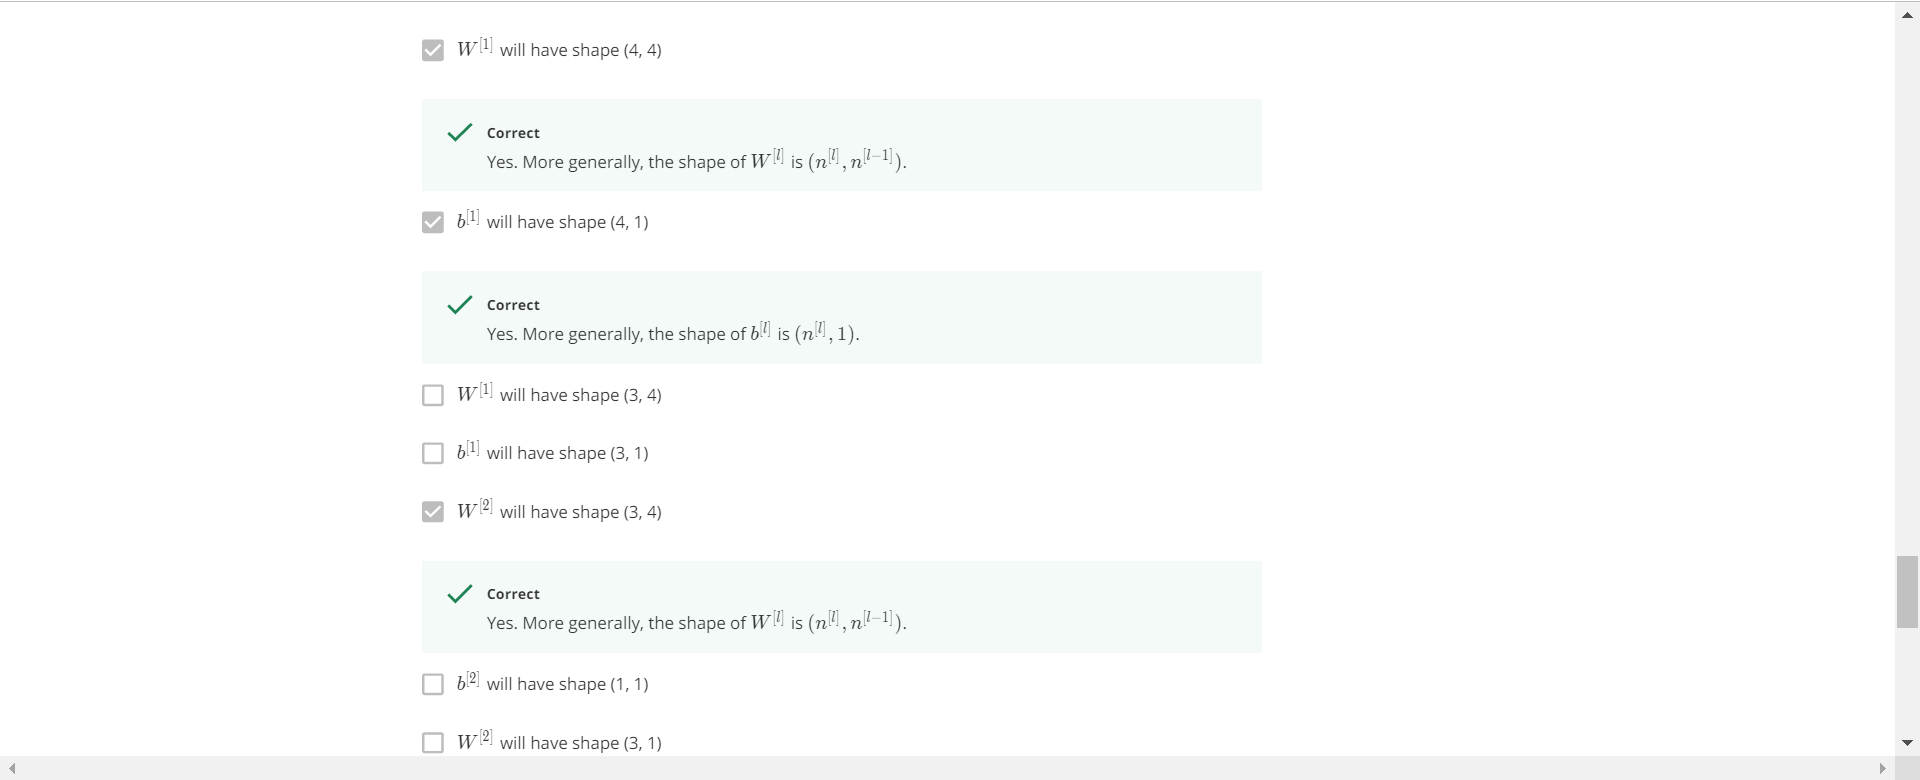 W^[1] will have shape (4, 4)
Correct
Yes. More generally, the shape of W^[l] is (n^[l], n^[l−1]).
b^[1] will have shape (4, 1)
Correct
Yes. More generally, the shape of b^[l] is (n^[l], 1).
W^[1] will have shape (3, 4)
b^[1] will have shape (3, 1)
W^[2] will have shape (3, 4)
Correct
Yes. More generally, the shape of W^[l] is (n^[l], n^[l−1]).
b^[2] will have shape (1, 1)
W^[2] will have shape (3, 1)